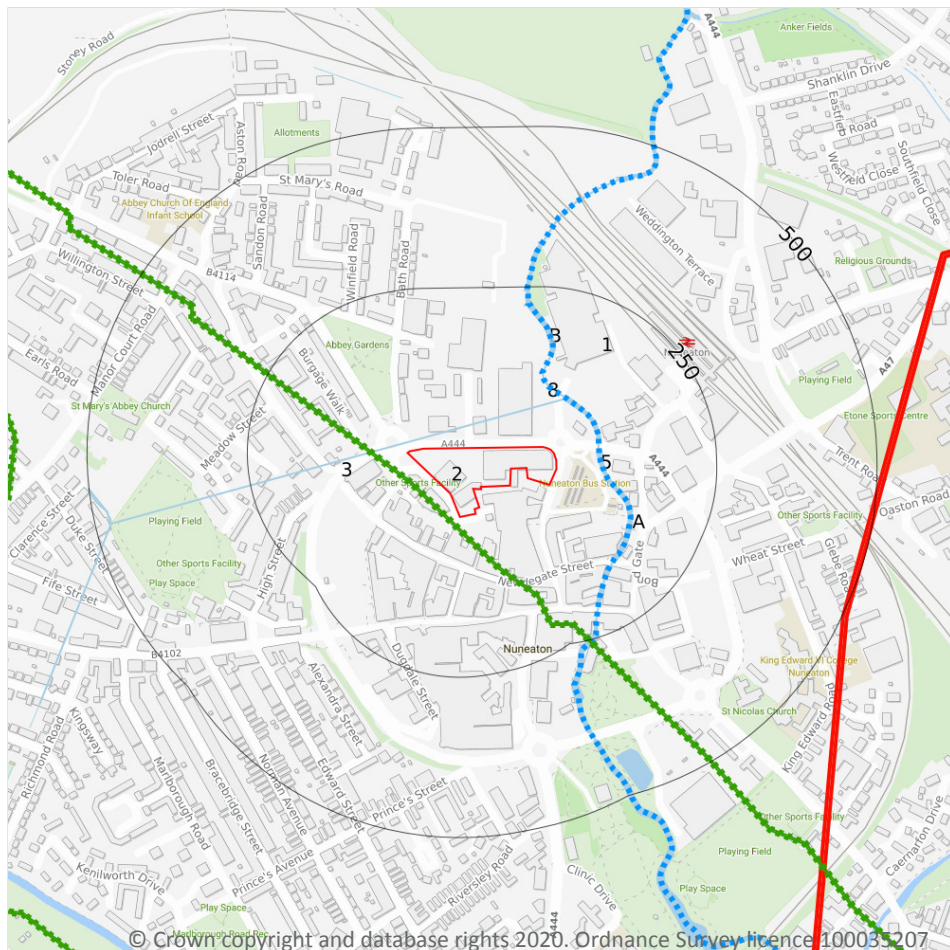 A444
Anker Fields
Stoney Road
Shanklin Drive
Eastfield Road
Jodrell Street
Aston Road
Allotments
Westfield Close
Southfield Close
Toler Road
St Mary's Road
Abbey Church Of England
Infant School
Sandon Road
Winfield Road
Bath Road
Weddington Terrace
500
Religious Grounds
Willington Street
B4114
Manor Court Road
B
1
250
Abbey Gardens
Earls Road
Burgage Walk
A47
Playing Field
8
St Mary's Abbey Church
Meadow Street
Etone Sports Centre
A444
3
2
5
A444
Trent Road
Other Sports Facility
Nuneaton Bus Station
Oaston Road
Clarence Street
Duke Street
Playing Field
A
Other Sports Facility
High Street
Wheat Street
Glebe Road
Other Sports Facility
Play Space
Newdegate Street
Bond Gate
Fife Street
B4102
Nuneaton
Dugdale Street
King Edward VI College
Nuneaton
Alexandra Street
St Nicolas Church
King Edward Road
Richmond Road
Kingsway
Marlborough Road
Bracebridge Street
Norman Avenue
Edward Street
Prince's Street
Other Sports Facility
Caernarfon Drive
Playing Field
Kenilworth Drive
Prince's Avenue
Riversley Road
Clinic Drive
Play Space
Play Space
Marlborough Road Rec
A444
© Crown copyright and database rights 2020. Ordnance Survey licence 100035207